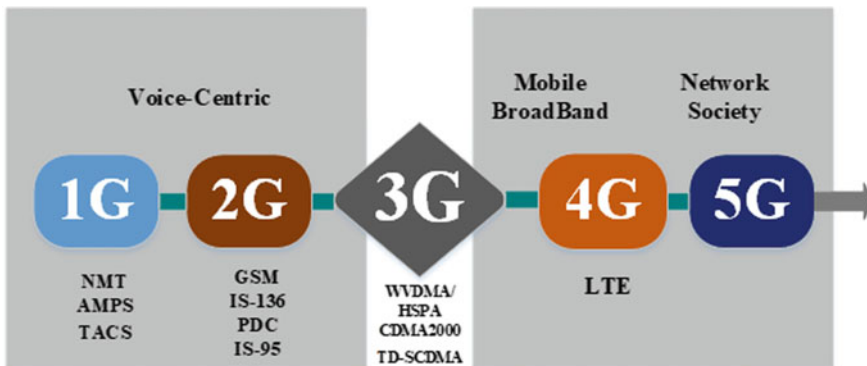 Voice-Centric
Mobile
BroadBand
Network
Society
1G
2G
3G
4G
5G
NMT
AMPS
TACS
GSM
IS-136
PDC
IS-95
WVDMA/
HSPA
CDMA2000
TD-SCDMA
LTE